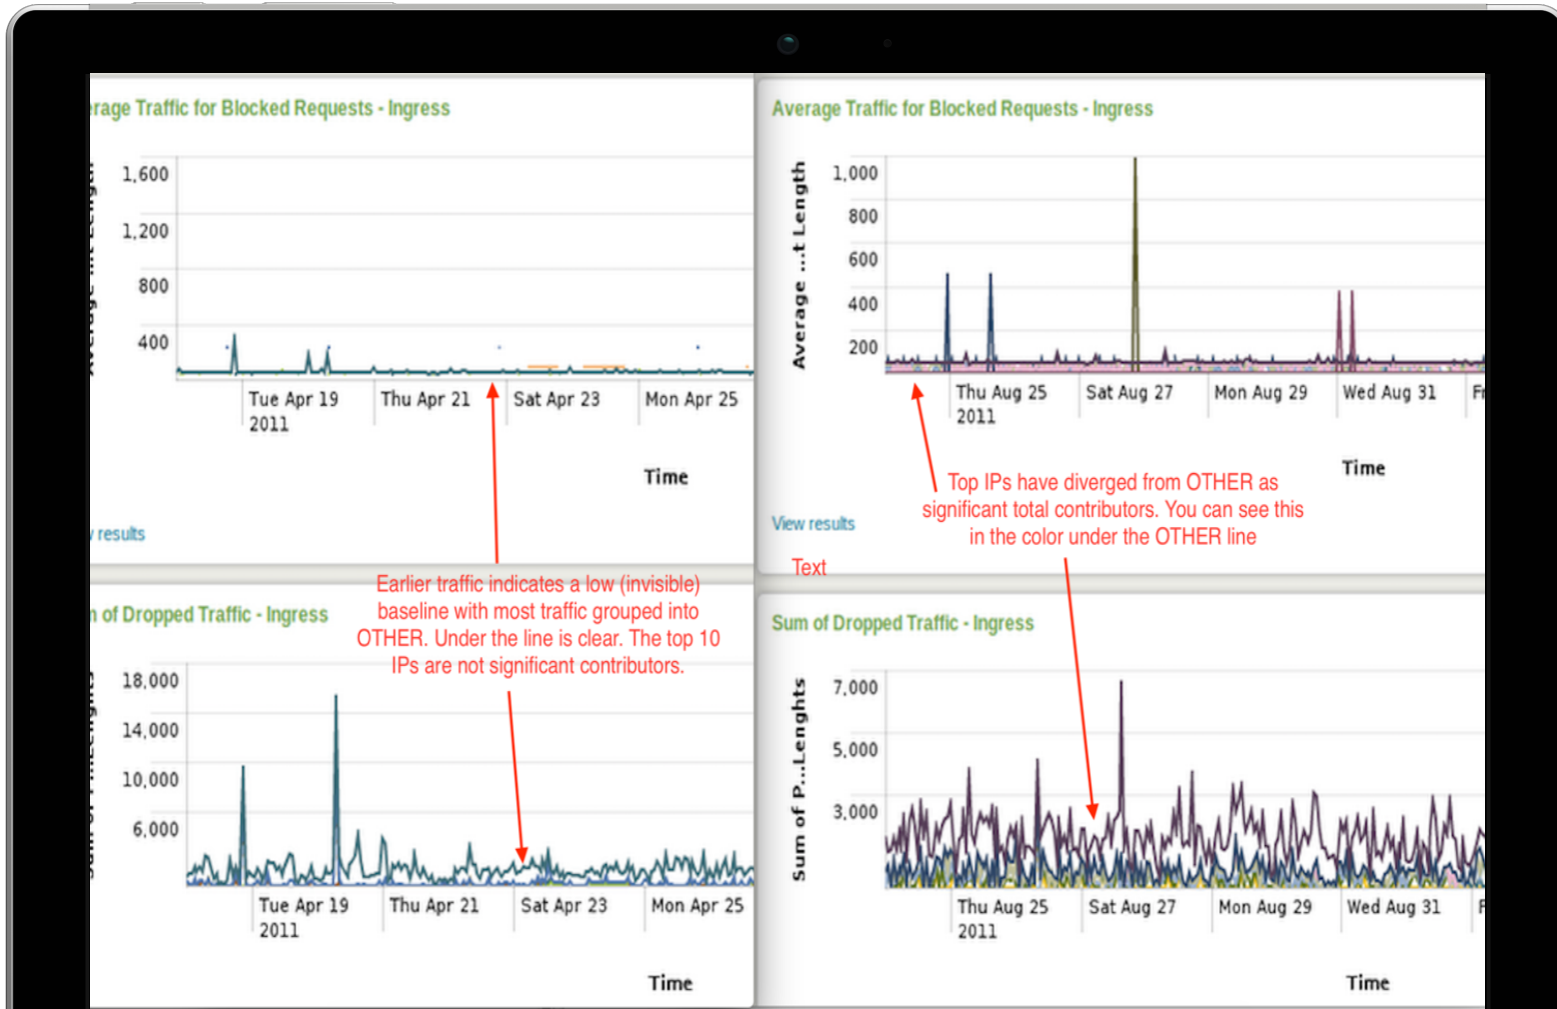 erage Traffic for Blocked Requests - Ingress
1,600
1,200
800
400
Tue Apr 19
2011
Thu Apr 21
Sat Apr 23
Mon Apr 25
Time
results
Average Traffic for Blocked Requests - Ingress
Average ...t Length
1,000
800
600
400
200
Thu Aug 25
2011
Sat Aug 27
Mon Aug 29
Wed Aug 31
Time
View results
Text
Top IPs have diverged from OTHER as
significant total contributors. You can see this
in the color under the OTHER line
Earlier traffic indicates a low (invisible)
baseline with most traffic grouped into
OTHER. Under the line is clear. The top 10
IPs are not significant contributors.
of Dropped Traffic - Ingress
18,000
14,000
10,000
6,000
Tue Apr 19
2011
Thu Apr 21
Sat Apr 23
Mon Apr 25
Time
Sum of Dropped Traffic - Ingress
Sum of P...Lenghts
7,000
5,000
3,000
Thu Aug 25
2011
Sat Aug 27
Mon Aug 29
Wed Aug 31
Time